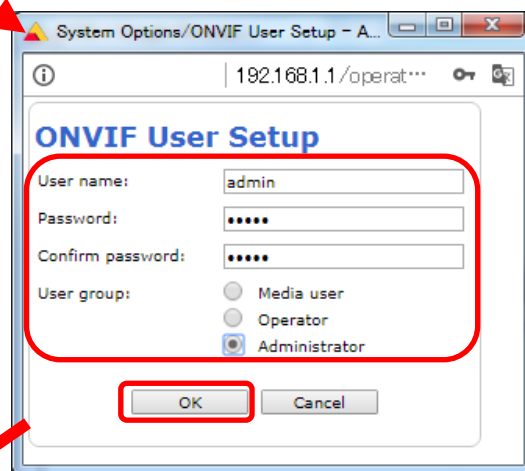 System Options/ONVIF User Setup - A...
192.168.1.1/operat…
ONVIF User Setup
User name: admin
Password: •••••
Confirm password: •••••
User group: Media user
Operator
Administrator
OK Cancel